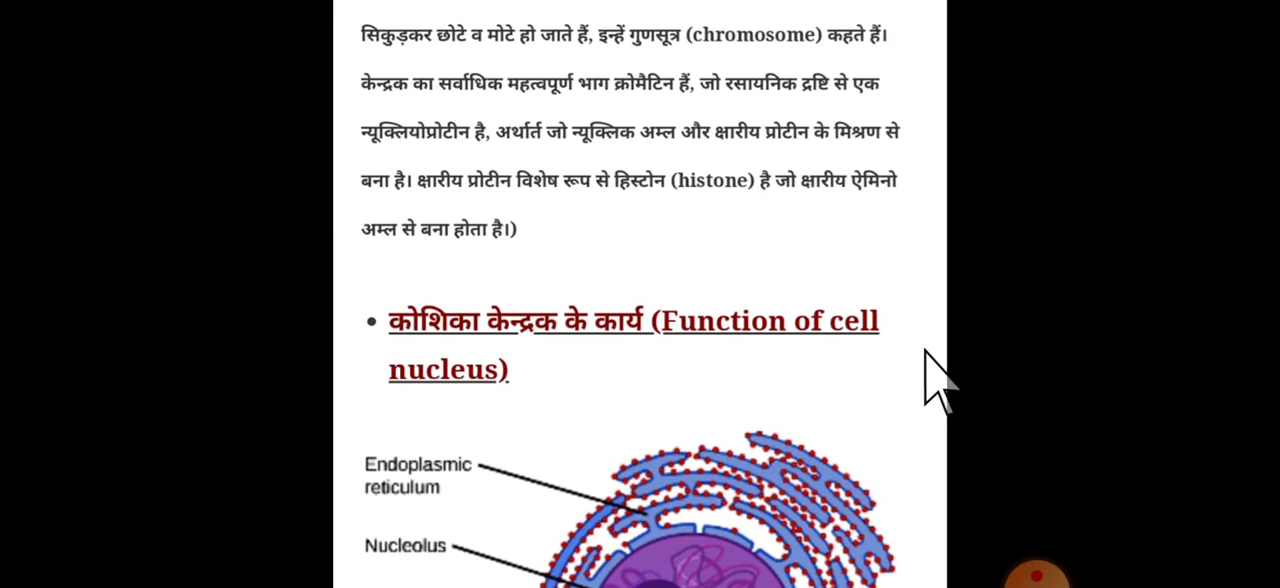 सिकुड़कर छोटे व मोटे हो जाते हैं, इन्हें गुणसूत्र (chromosome) कहते हैं।
केन्द्रक का सर्वाधिक महत्वपूर्ण भाग क्रोमैटिन हैं, जो रसायनिक द्रष्टि से एक
न्यूक्लियोप्रोटीन है, अर्थार्त जो न्यूक्लिक अम्ल और क्षारीय प्रोटीन के मिश्रण से
बना है। क्षारीय प्रोटीन विशेष रूप से हिस्टोन (histone) है जो क्षारीय ऐमिनो
अम्ल से बना होता है।)
• कोशिका केन्द्रक के कार्य (Function of cell
nucleus)
Endoplasmic
reticulum
Nucleolus